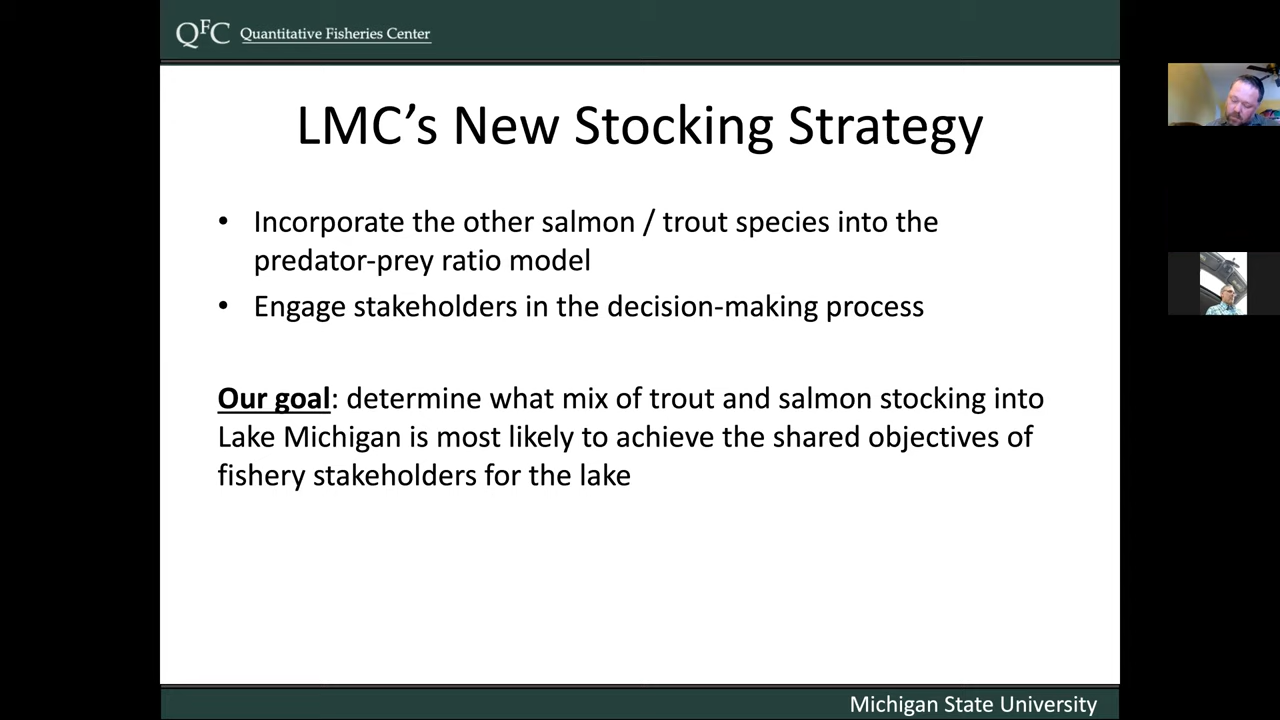 QFC Quantitative Fisheries Center
LMC’s New Stocking Strategy
• Incorporate the other salmon / trout species into the
predator-prey ratio model
• Engage stakeholders in the decision-making process
Our goal: determine what mix of trout and salmon stocking into
Lake Michigan is most likely to achieve the shared objectives of
fishery stakeholders for the lake
Michigan State University